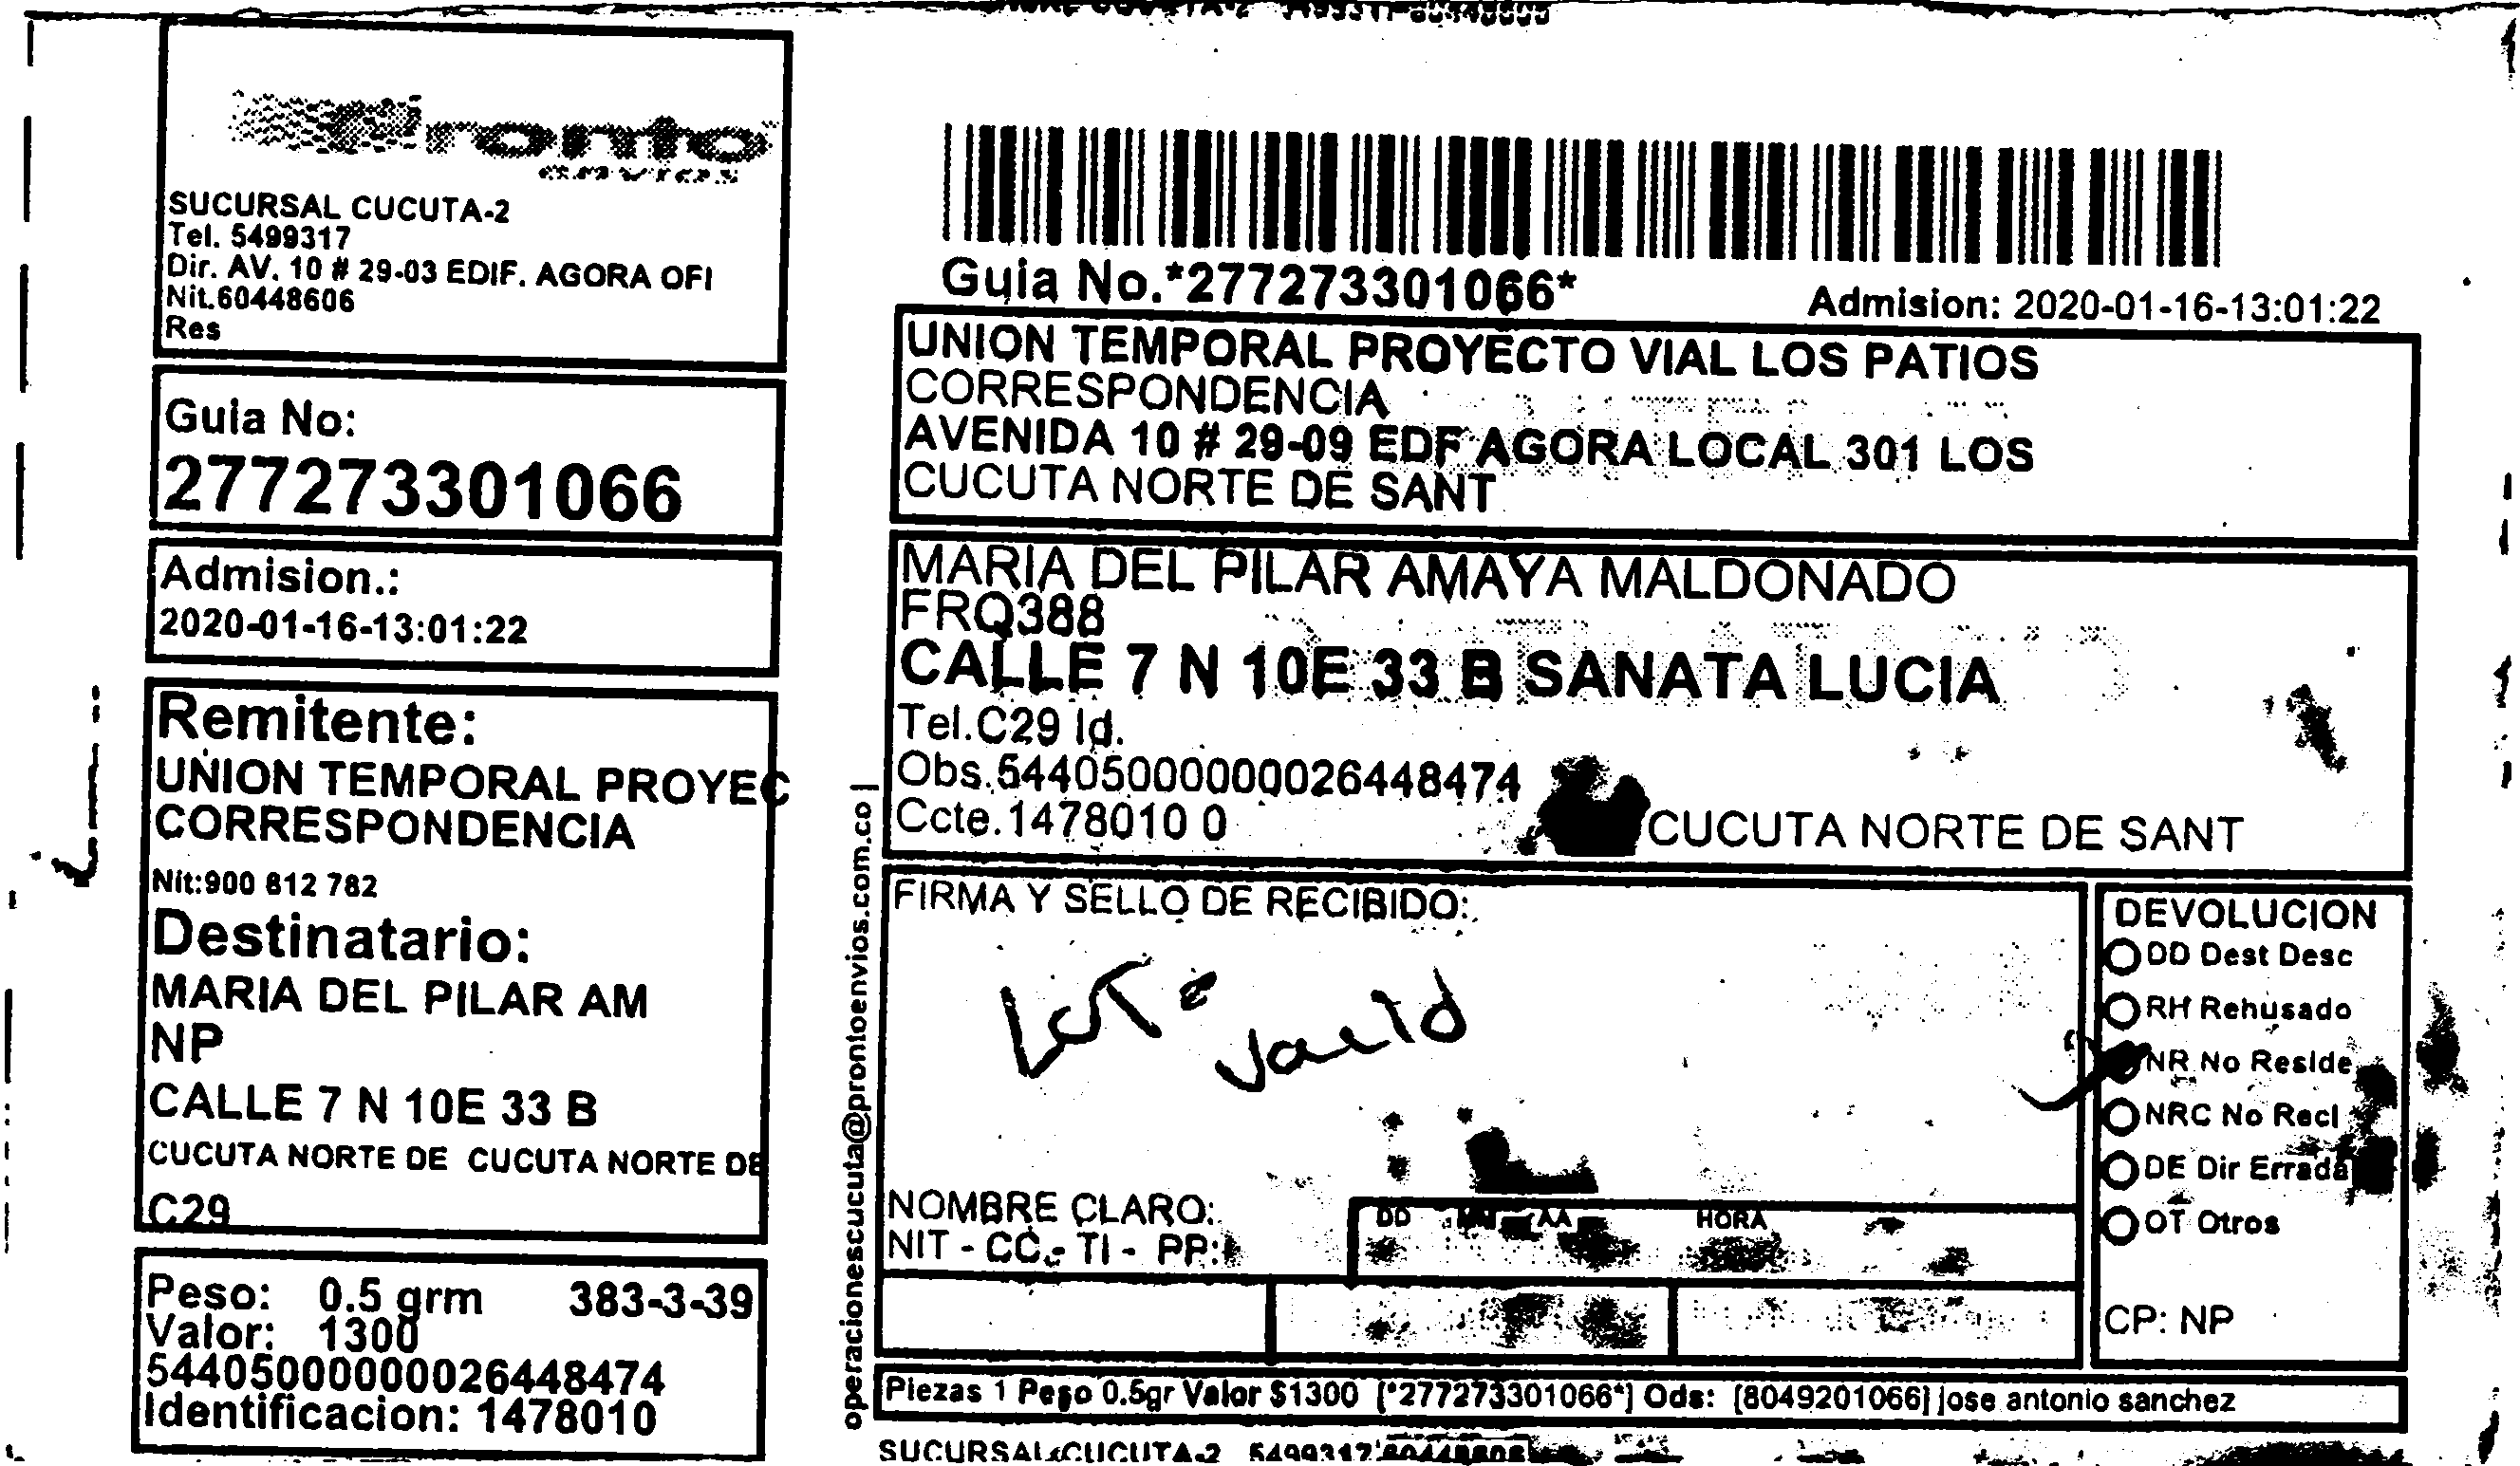 Pronto
envios
SUCURSAL CUCUTA-2
Tel. 5499317
Dir. AV. 10 # 29-03 EDIF. AGORA OFI
Nit.60448606
Res
Guia No:
277273301066
Admision.:
2020-01-16-13:01:22
Remitente:
UNION TEMPORAL PROYEC
CORRESPONDENCIA
Nit:900 812 782
Destinatario:
MARIA DEL PILAR AM
NP
CALLE 7 N 10E 33 B
CUCUTA NORTE DE CUCUTA NORTE DE
C29
Peso: 0.5 grm 383-3-39
Valor: 1300
544050000000026448474
Identificacion: 1478010
operacionescucuta@prontoenvios.com.co |
Guia No.*277273301066*
Admision: 2020-01-16-13:01:22
UNION TEMPORAL PROYECTO VIAL LOS PATIOS
CORRESPONDENCIA
AVENIDA 10 # 29-09 EDF AGORA LOCAL 301 LOS
CUCUTA NORTE DE SANT
MARIA DEL PILAR AMAYA MALDONADO
FRQ388
CALLE 7 N 10E 33 B SANATA LUCIA
Tel.C29 Id.
Obs.544050000000026448474
Ccte.1478010 0
CUCUTA NORTE DE SANT
FIRMA Y SELLO DE RECIBIDO:
NOMBRE CLARO:
NIT - CC - TI - PP:
DD AA HORA
DEVOLUCION
DD Dest Desc
RH Rehusado
NR No Reside
NRC No Recl
DE Dir Errada
OT Otros
CP: NP
Piezas 1 Peso 0.5gr Valor $1300 [*277273301066*] Ods: [8049201066] jose antonio sanchez
SUCURSAL CUCUTA-2 5499317 60448606